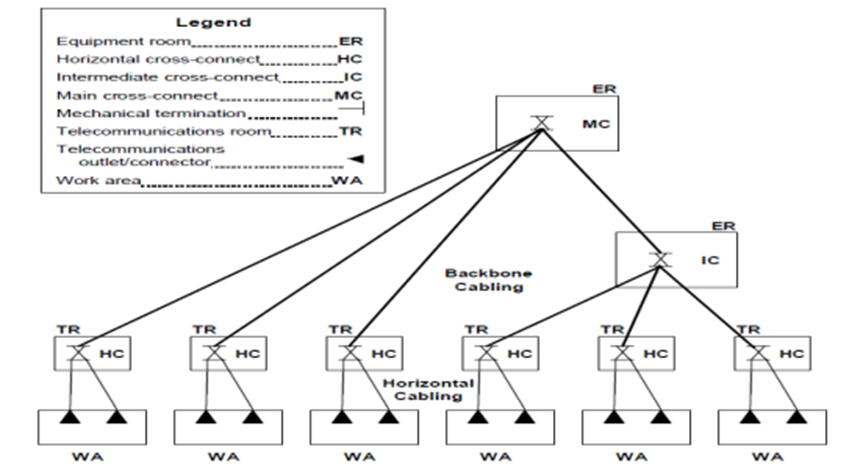 Legend
Equipment room ER
Horizontal cross-connect HC
Intermediate cross-connect IC
Main cross-connect MC
Mechanical termination
Telecommunications room TR
Telecommunications
outlet/connector
Work area WA
ER
MC
ER
IC
Backbone
Cabling
TR TR TR TR TR TR
HC HC HC HC HC HC
Horizontal
Cabling
WA WA WA WA WA WA